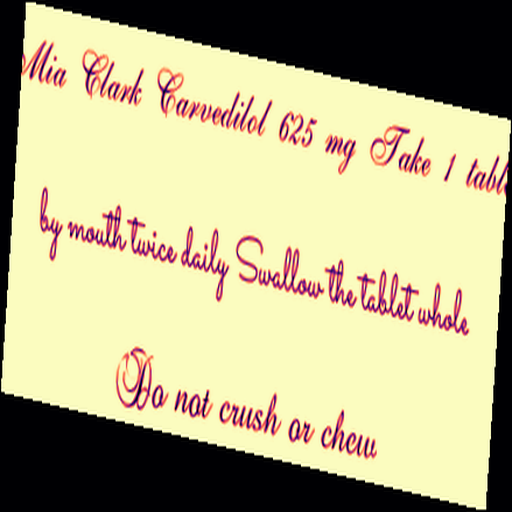 Mia Clark Carvedilol 625 mg Take 1 table
by mouth twice daily Swallow the tablet whole
Do not crush or chew